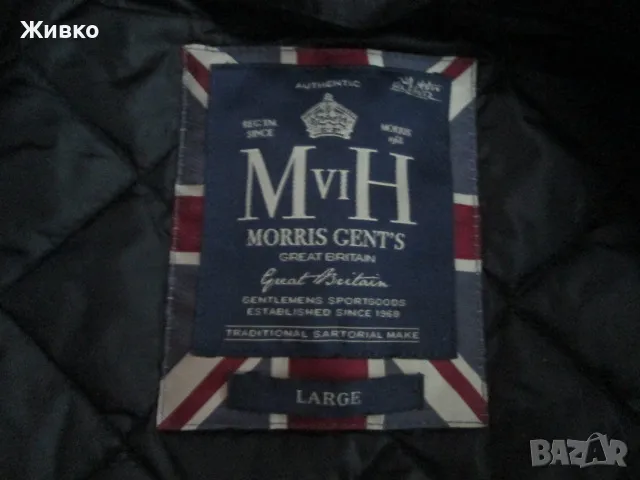 Живко
AUTHENTIC
REG.TM.
SINCE
MORRIS
MVIH
MORRIS GENT'S
GREAT BRITAIN
Great Britain
GENTLEMENS SPORTGOODS
ESTABLISHED SINCE 1968
TRADITIONAL SARTORIAL MAKE
LARGE
BAZAR